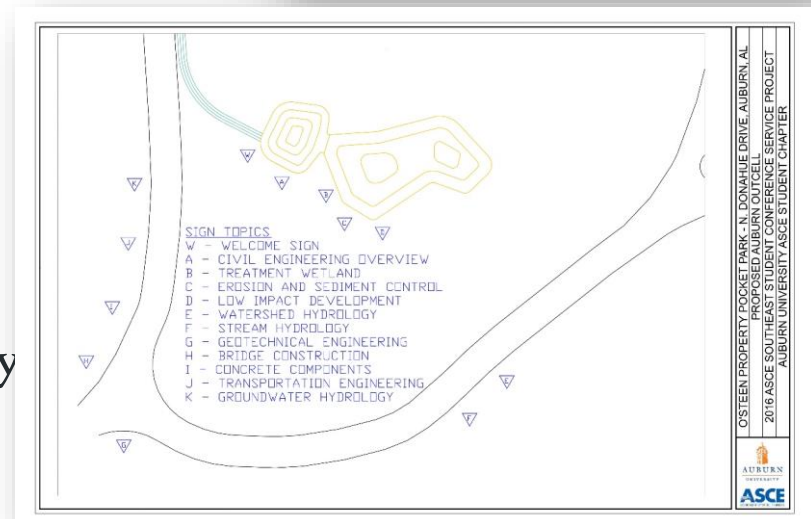 y
W
A
B
C
D
K
J
I
H
G
F
E
SIGN TOPICS
W - WELCOME SIGN
A - CIVIL ENGINEERING OVERVIEW
B - TREATMENT WETLAND
C - EROSION AND SEDIMENT CONTROL
D - LOW IMPACT DEVELOPMENT
E - WATERSHED HYDROLOGY
F - STREAM HYDROLOGY
G - GEOTECHNICAL ENGINEERING
H - BRIDGE CONSTRUCTION
I - CONCRETE COMPONENTS
J - TRANSPORTATION ENGINEERING
K - GROUNDWATER HYDROLOGY
O'STEEN PROPERTY POCKET PARK - N. DONAHUE DRIVE, AUBURN, AL
PROPOSED AUBURN OUTCELL
2016 ASCE SOUTHEAST STUDENT CONFERENCE SERVICE PROJECT
AUBURN UNIVERSITY ASCE STUDENT CHAPTER
AUBURN
UNIVERSITY
ASCE